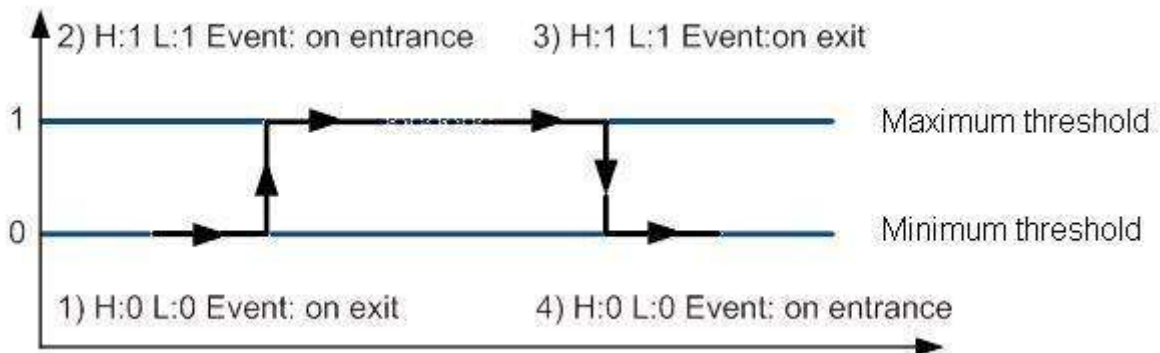 2) H:1 L:1 Event: on entrance
3) H:1 L:1 Event:on exit
1
Maximum threshold
0
Minimum threshold
1) H:0 L:0 Event: on exit
4) H:0 L:0 Event: on entrance